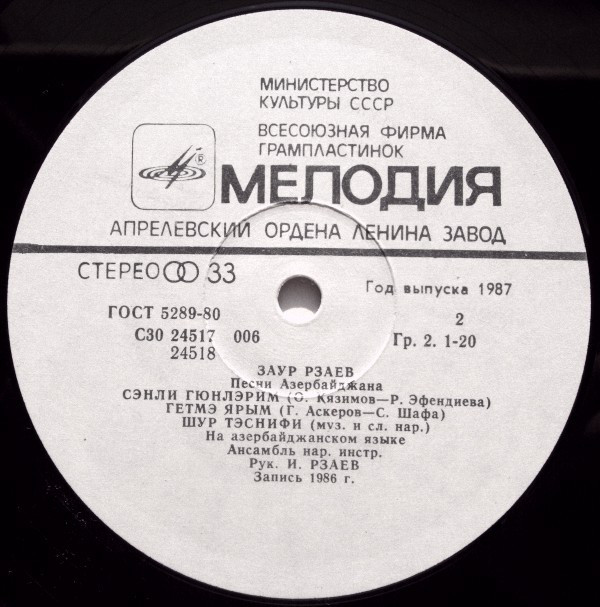 МИНИСТЕРСТВО
КУЛЬТУРЫ СССР
ВСЕСОЮЗНАЯ ФИРМА
ГРАМПЛАСТИНОК
®
МЕЛОДИЯ
АПРЕЛЕВСКИЙ ОРДЕНА ЛЕНИНА ЗАВОД
СТЕРЕО 33
Год выпуска 1987
ГОСТ 5289-80
2
С30 24517 006
Гр. 2. 1-20
24518
ЗАУР РЗАЕВ
Песни Азербайджана
СЭНЛИ ГЮНЛЭРИМ (О. Кязимов—Р. Эфендиева)
ГЕТМЭ ЯРЫМ (Г. Аскеров—С. Шафа)
ШУР ТЭСНИФИ (муз. и сл. нар.)
На азербайджанском языке
Ансамбль нар. инстр.
Рук. И. РЗАЕВ
Запись 1986 г.